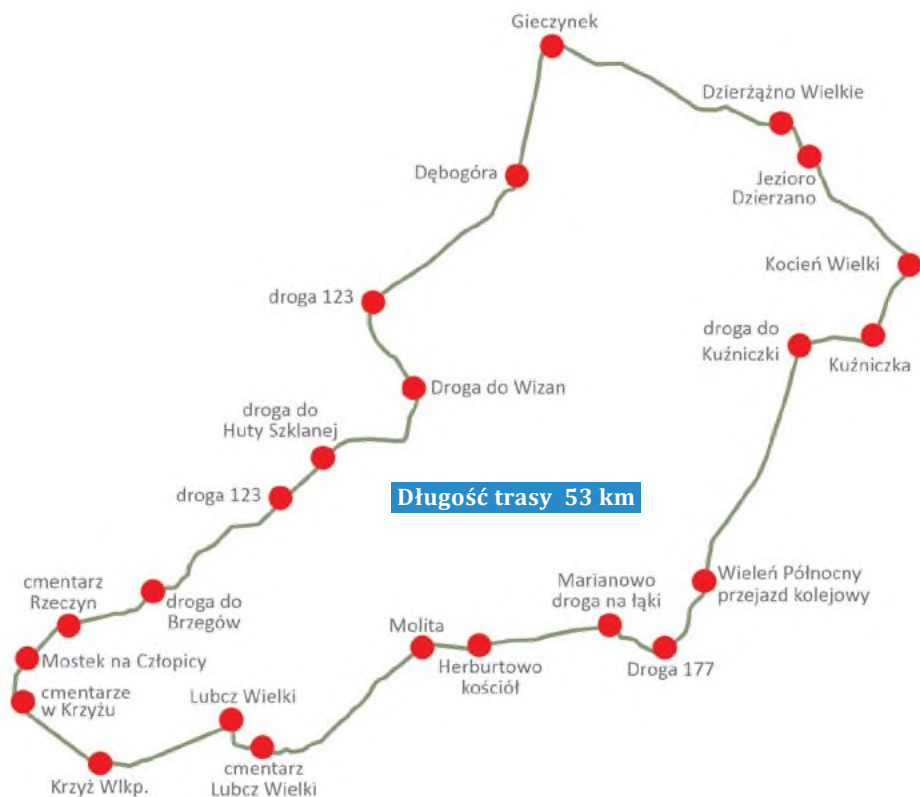 Gieczynek
Dzierżążno Wielkie
Dębogóra
Jezioro
Dzierzano
Kocień Wielki
droga 123
droga do
Kuźniczki
Kuźniczka
Droga do Wizan
droga do
Huty Szklanej
droga 123
Długość trasy 53 km
cmentarz
Rzeczyn
droga do
Brzegów
Marianowo
droga na łąki
Wieleń Północny
przejazd kolejowy
Molita
Mostek na Człopicy
Herburtowo
kościół
Droga 177
cmentarze
w Krzyżu
Lubcz Wielki
Krzyż Wlkp.
cmentarz
Lubcz Wielki